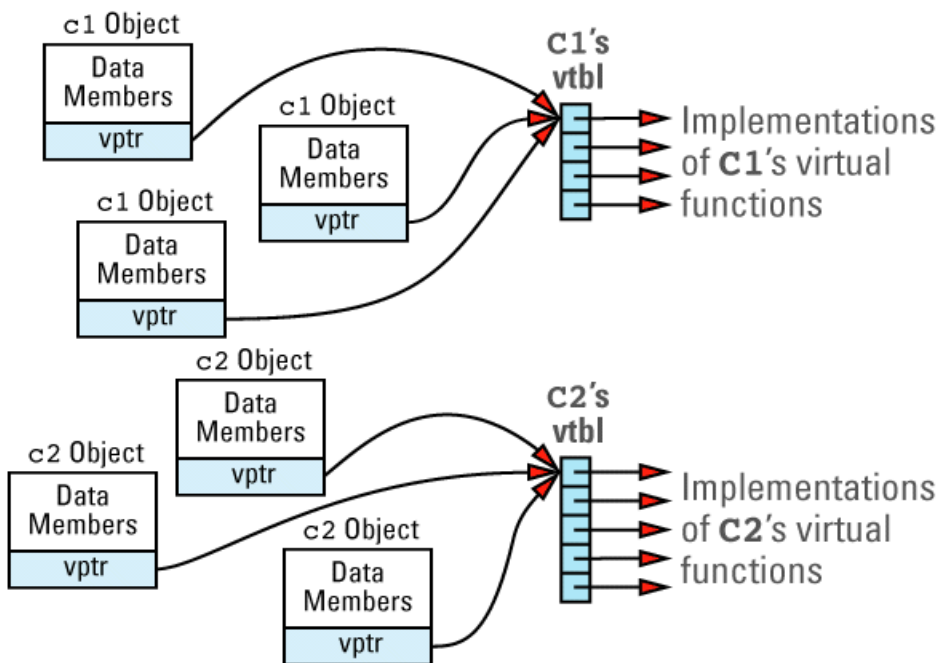 c1 Object
Data
Members
vptr
c1 Object
Data
Members
vptr
c1 Object
Data
Members
vptr
C1's
vtbl
Implementations
of C1's virtual
functions
c2 Object
Data
Members
vptr
c2 Object
Data
Members
vptr
c2 Object
Data
Members
vptr
C2's
vtbl
Implementations
of C2's virtual
functions